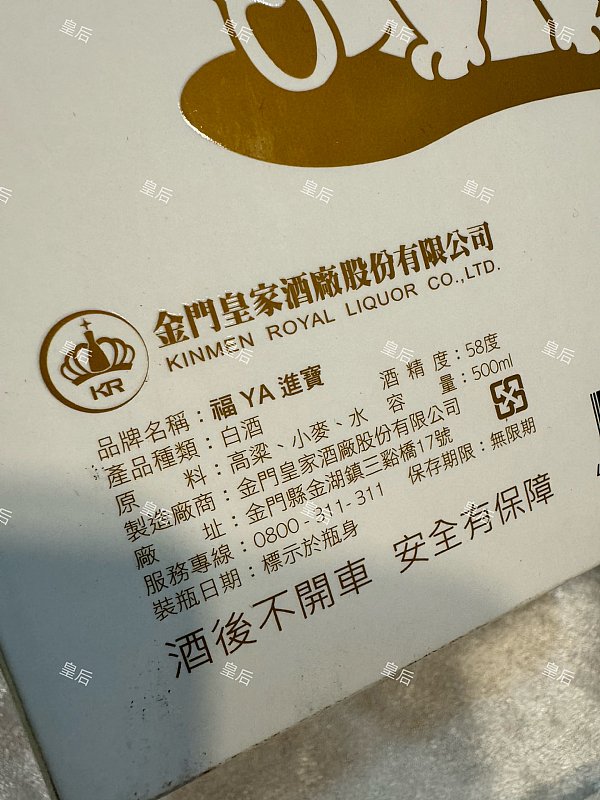 金門皇家酒廠股份有限公司
KINMEN ROYAL LIQUOR CO.,LTD.
KR
品牌名稱：福YA進寶 酒精度：58度
產品種類：白酒 容量：500ml
原料：高粱、小麥、水
製造廠商：金門皇家酒廠股份有限公司
廠址：金門縣金湖鎮三谿橋17號
服務專線：0800-311-311 保存期限：無限期
裝瓶日期：標示於瓶身
酒後不開車 安全有保障
皇后